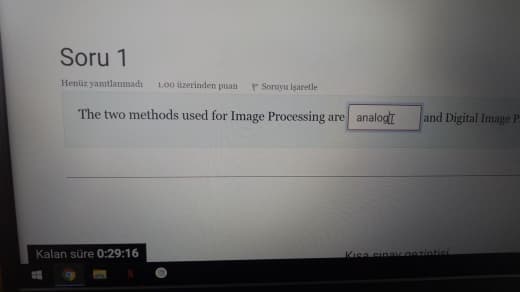 Soru 1
Henüz yanıtlanmadı 1,00 üzerinden puan Soruyu işaretle
The two methods used for Image Processing are analog and Digital Image P
Kalan süre 0:29:16
Kısa sınav gezintisi